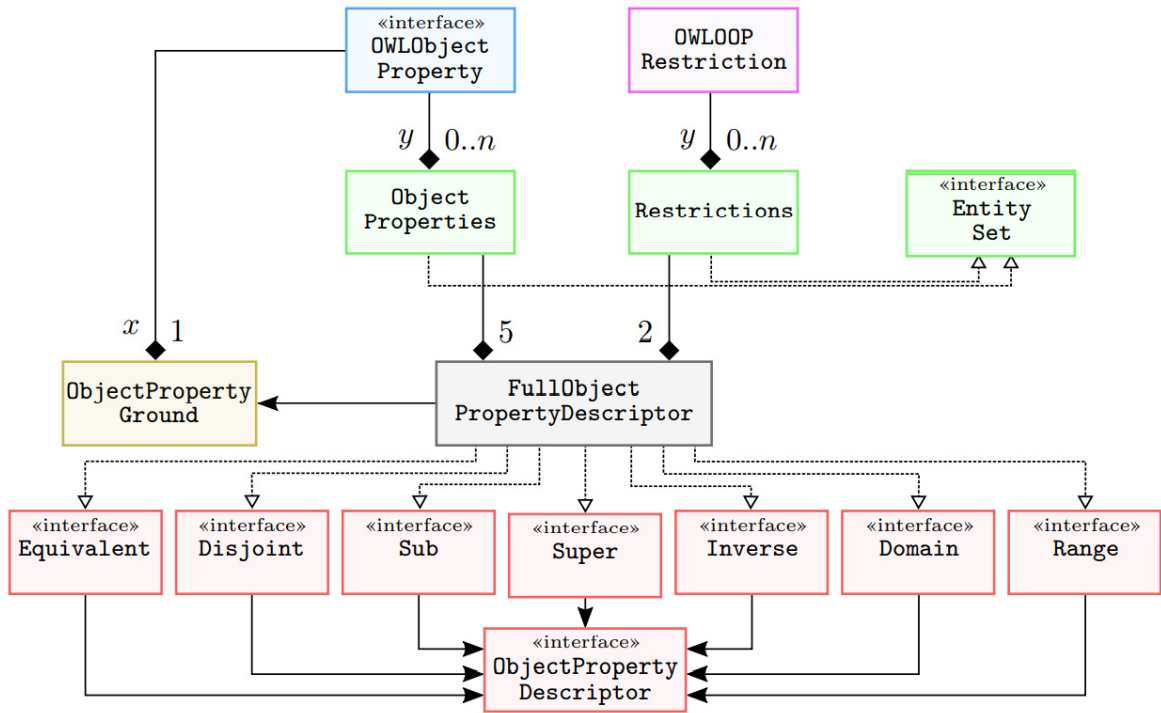 «interface»
OWLObject
Property
OWLOOP
Restriction
y 0..n
y 0..n
Object
Properties
Restrictions
«interface»
Entity
Set
x 1
5
2
ObjectProperty
Ground
FullObject
PropertyDescriptor
«interface»
Equivalent
«interface»
Disjoint
«interface»
Sub
«interface»
Super
«interface»
Inverse
«interface»
Domain
«interface»
Range
«interface»
ObjectProperty
Descriptor